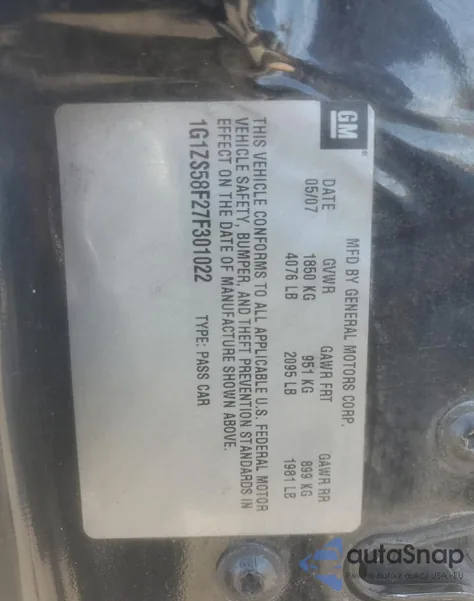 GM
MFD BY GENERAL MOTORS CORP.
DATE GVWR GAWR FRT GAWR RR
05/07 1850 KG 951 KG 899 KG
4076 LB 2095 LB 1981 LB
THIS VEHICLE CONFORMS TO ALL APPLICABLE U.S. FEDERAL MOTOR
VEHICLE SAFETY, BUMPER, AND THEFT PREVENTION STANDARDS IN
EFFECT ON THE DATE OF MANUFACTURE SHOWN ABOVE.
1G1ZS58F27F301022 TYPE: PASS CAR
autaSnap